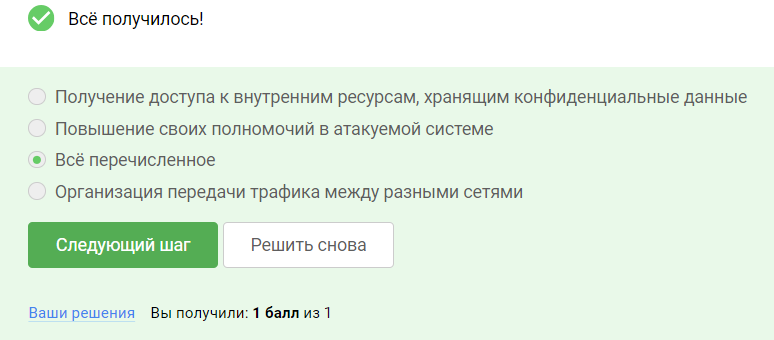 Всё получилось!
Получение доступа к внутренним ресурсам, хранящим конфиденциальные данные
Повышение своих полномочий в атакуемой системе
Всё перечисленное
Организация передачи трафика между разными сетями
Следующий шаг Решить снова
Ваши решения Вы получили: 1 балл из 1